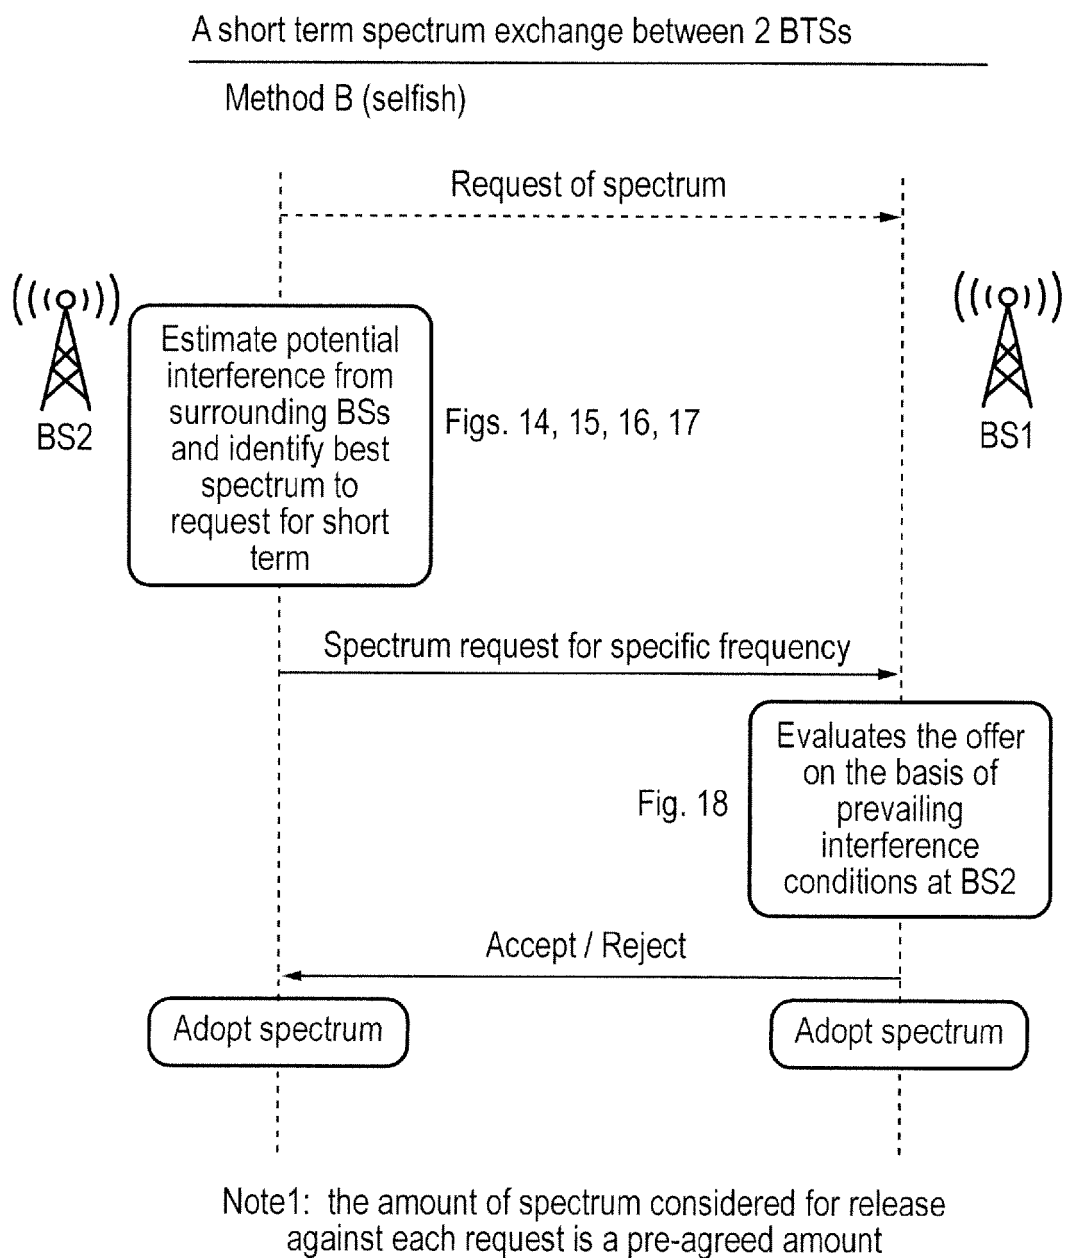 A short term spectrum exchange between 2 BTSs
Method B (selfish)
Request of spectrum
Estimate potential
interference from
surrounding BSs
and identify best
spectrum to
request for short
term
BS2
Figs. 14, 15, 16, 17
BS1
Spectrum request for specific frequency
Evaluates the offer
on the basis of
prevailing
interference
conditions at BS2
Fig. 18
Accept / Reject
Adopt spectrum
Adopt spectrum
Note1: the amount of spectrum considered for release
against each request is a pre-agreed amount